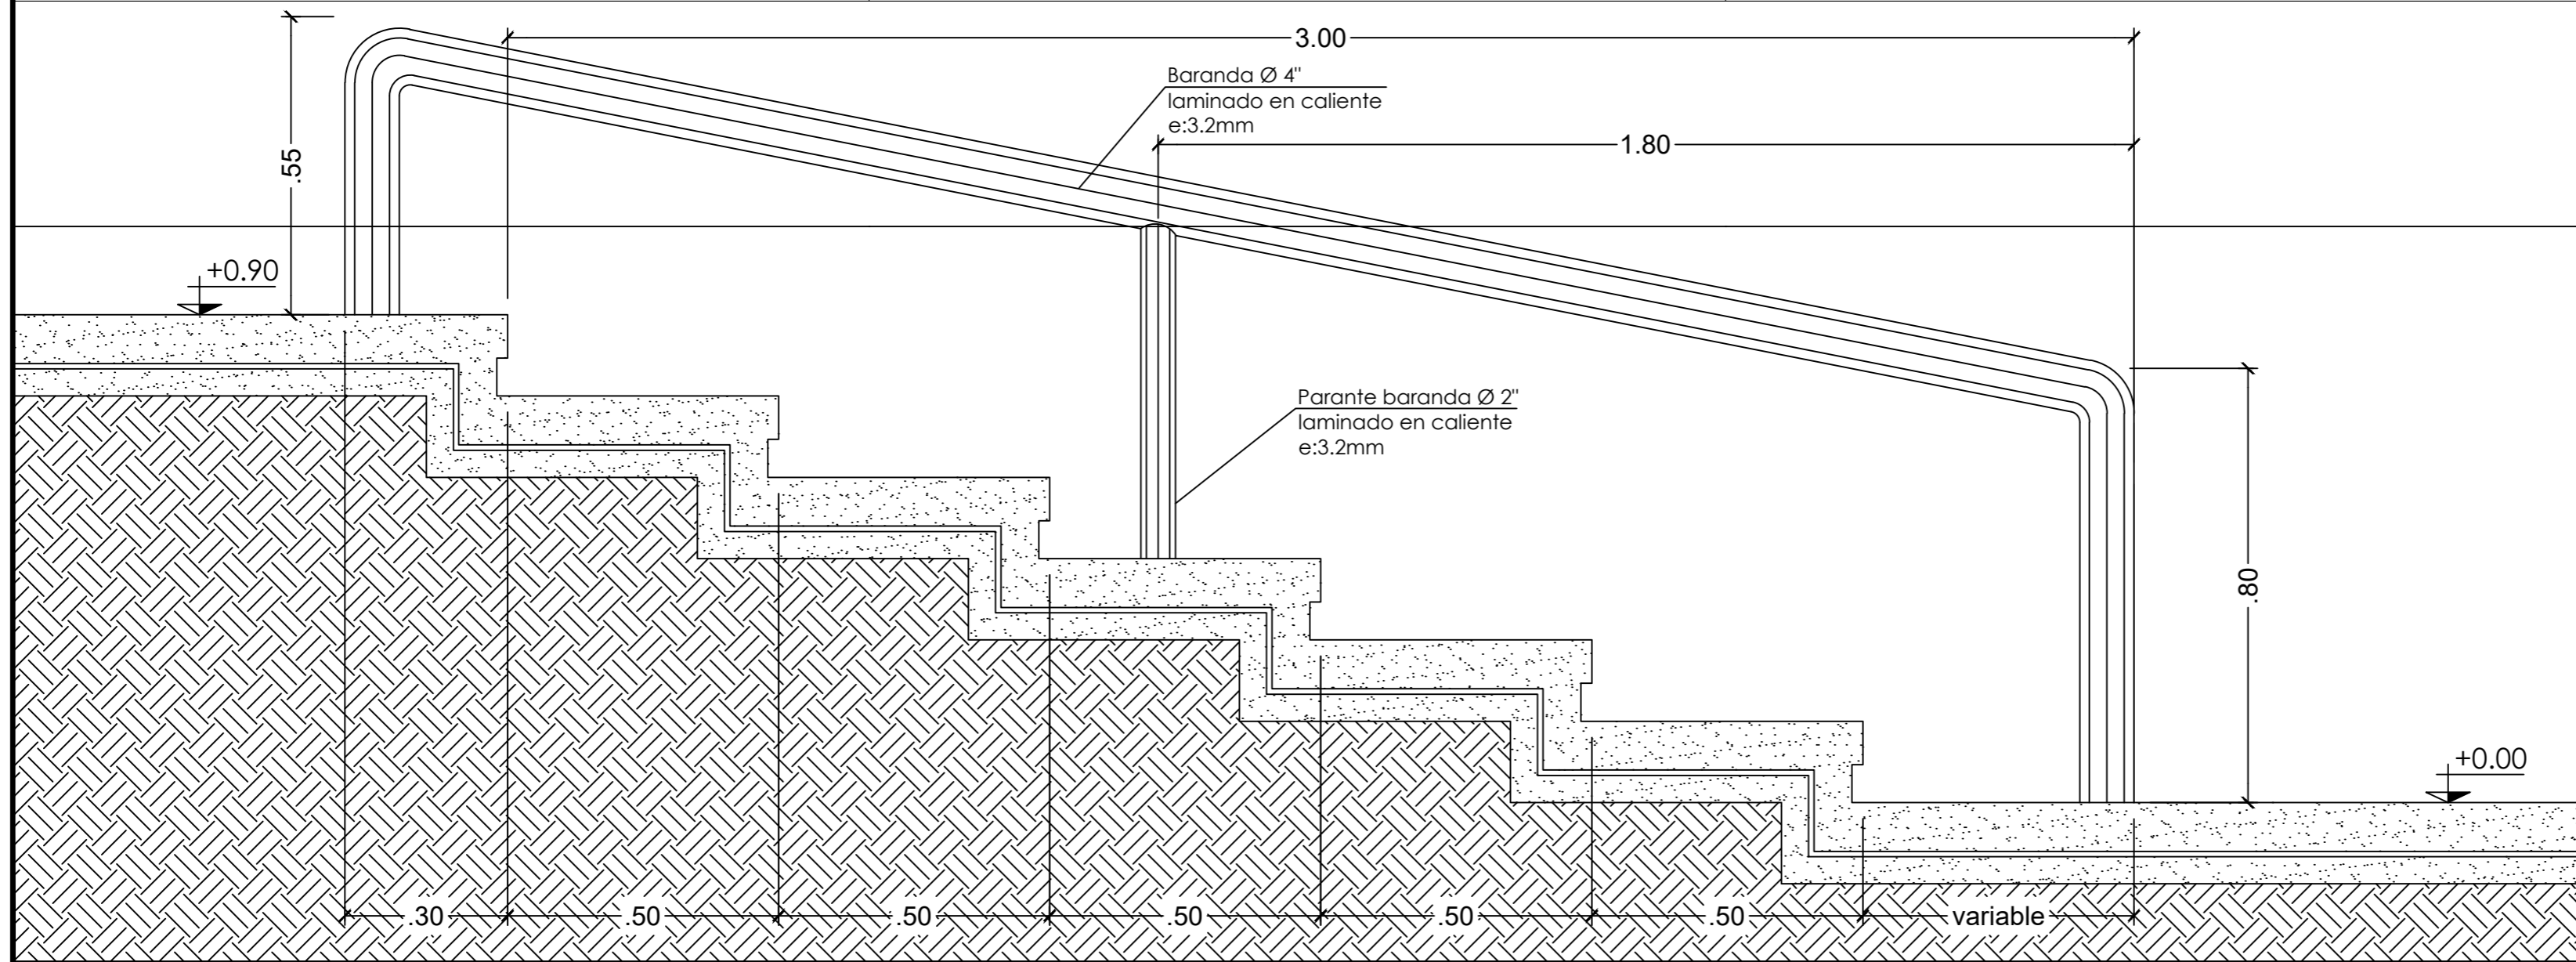 3.00
.55
Baranda Ø 4"
laminado en caliente
e:3.2mm
1.80
+0.90
Parante baranda Ø 2"
laminado en caliente
e:3.2mm
.80
+0.00
.30
.50
.50
.50
.50
.50
variable